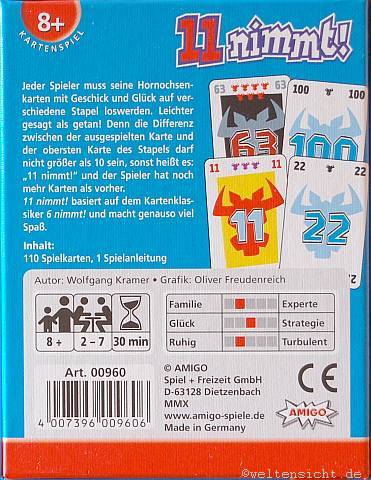 8+
KARTENSPIEL
11 nimmt!
Jeder Spieler muss seine Hornochsen-
karten mit Geschick und Glück auf ver-
schiedene Stapel loswerden. Leichter
gesagt als getan! Denn die Differenz
zwischen der ausgespielten Karte und
der obersten Karte des Stapels darf
nicht größer als 10 sein, sonst heißt es:
„11 nimmt!" und der Spieler hat noch
mehr Karten als vorher.
11 nimmt! basiert auf dem Kartenklas-
siker 6 nimmt! und macht genauso viel
Spaß.
Inhalt:
110 Spielkarten, 1 Spielanleitung
63 63
63
100 100
100
11 11
11
22 22
22
Autor: Wolfgang Kramer • Grafik: Oliver Freudenreich
8 + 2 – 7 30 min
Familie Experte
Glück Strategie
Ruhig Turbulent
Art. 00960
4 007396 009606
© AMIGO
Spiel + Freizeit GmbH
D-63128 Dietzenbach
MMX
www.amigo-spiele.de
Made in Germany
CE
AMIGO
©weltensicht.de